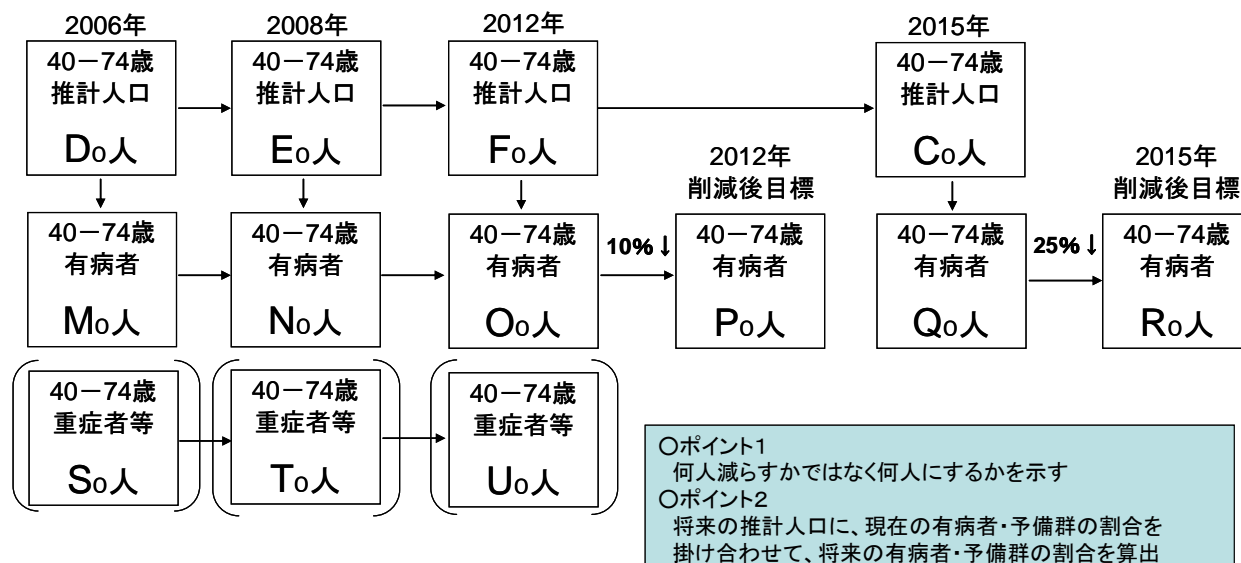 2006年
2008年
2012年
2015年
40－74歳
推計人口
D0人
40－74歳
推計人口
E0人
40－74歳
推計人口
F0人
40－74歳
推計人口
C0人
2012年
削減後目標
2015年
削減後目標
40－74歳
有病者
M0人
40－74歳
有病者
N0人
40－74歳
有病者
O0人
10%↓
40－74歳
有病者
P0人
40－74歳
有病者
Q0人
25%↓
40－74歳
有病者
R0人
40－74歳
重症者等
S0人
40－74歳
重症者等
T0人
40－74歳
重症者等
U0人
○ポイント1
何人減らすかではなく何人にするかを示す
○ポイント2
将来の推計人口に、現在の有病者・予備群の割合を
掛け合わせて、将来の有病者・予備群の割合を算出